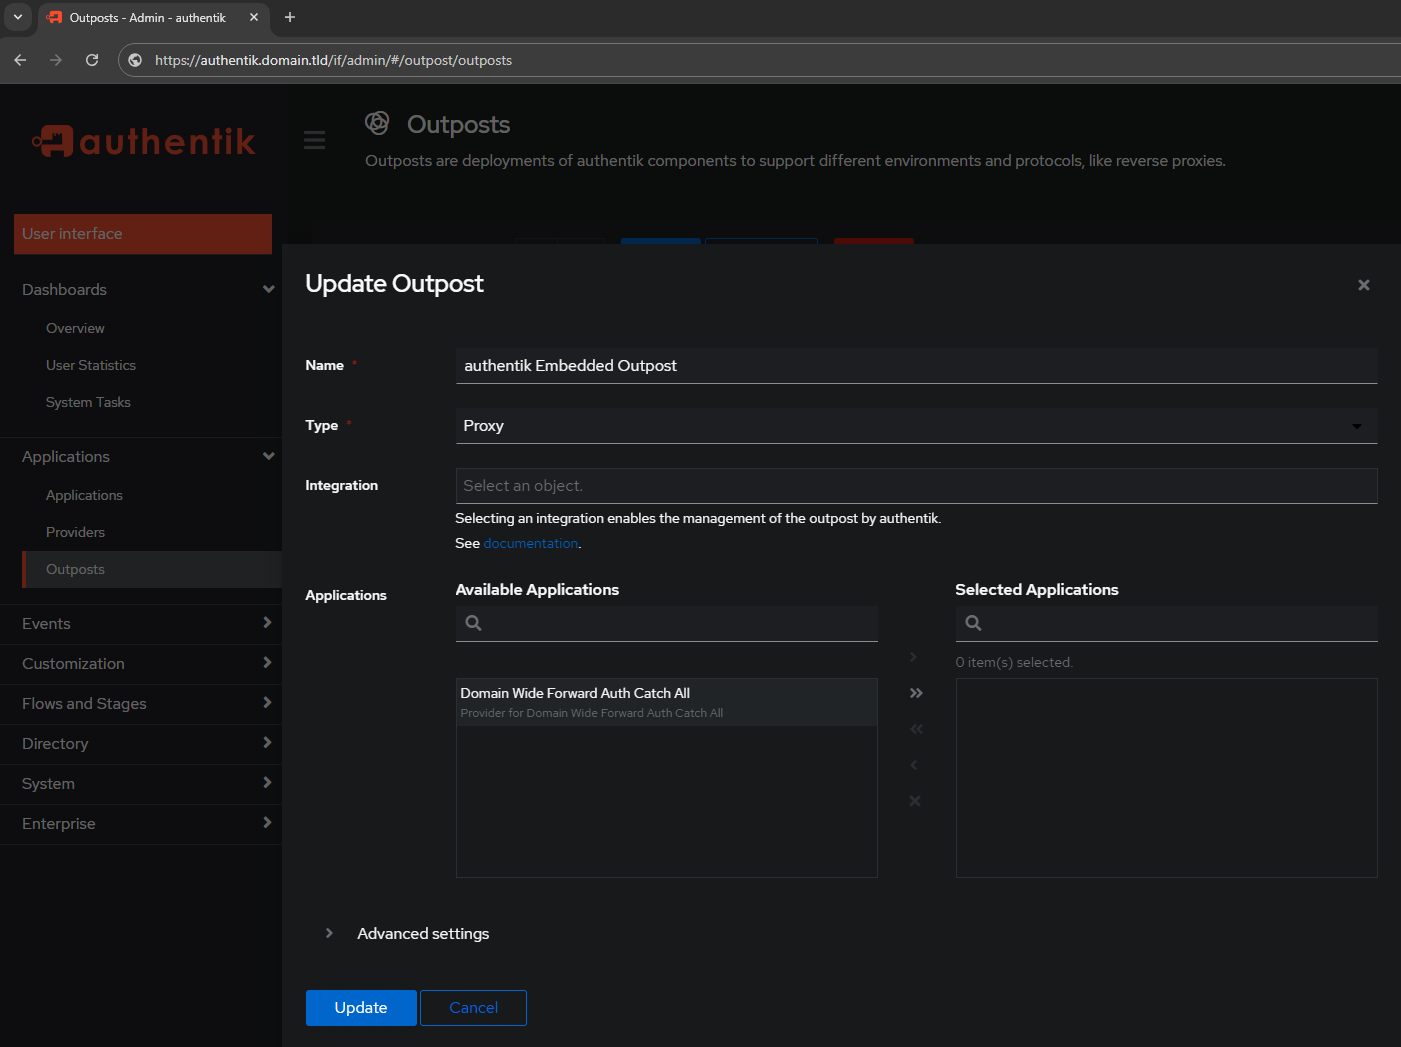 Outposts - Admin - authentik
https://authentik.domain.tld/if/admin/#/outpost/outposts
authentik
Outposts
Outposts are deployments of authentik components to support different environments and protocols, like reverse proxies.
User interface
Dashboards
Overview
User Statistics
System Tasks
Applications
Applications
Providers
Outposts
Events
Customization
Flows and Stages
Directory
System
Enterprise
Update Outpost
Name *
authentik Embedded Outpost
Type *
Proxy
Integration
Select an object.
Selecting an integration enables the management of the outpost by authentik.
See documentation.
Applications
Available Applications
Domain Wide Forward Auth Catch All
Provider for Domain Wide Forward Auth Catch All
Selected Applications
0 item(s) selected.
Advanced settings
Update
Cancel